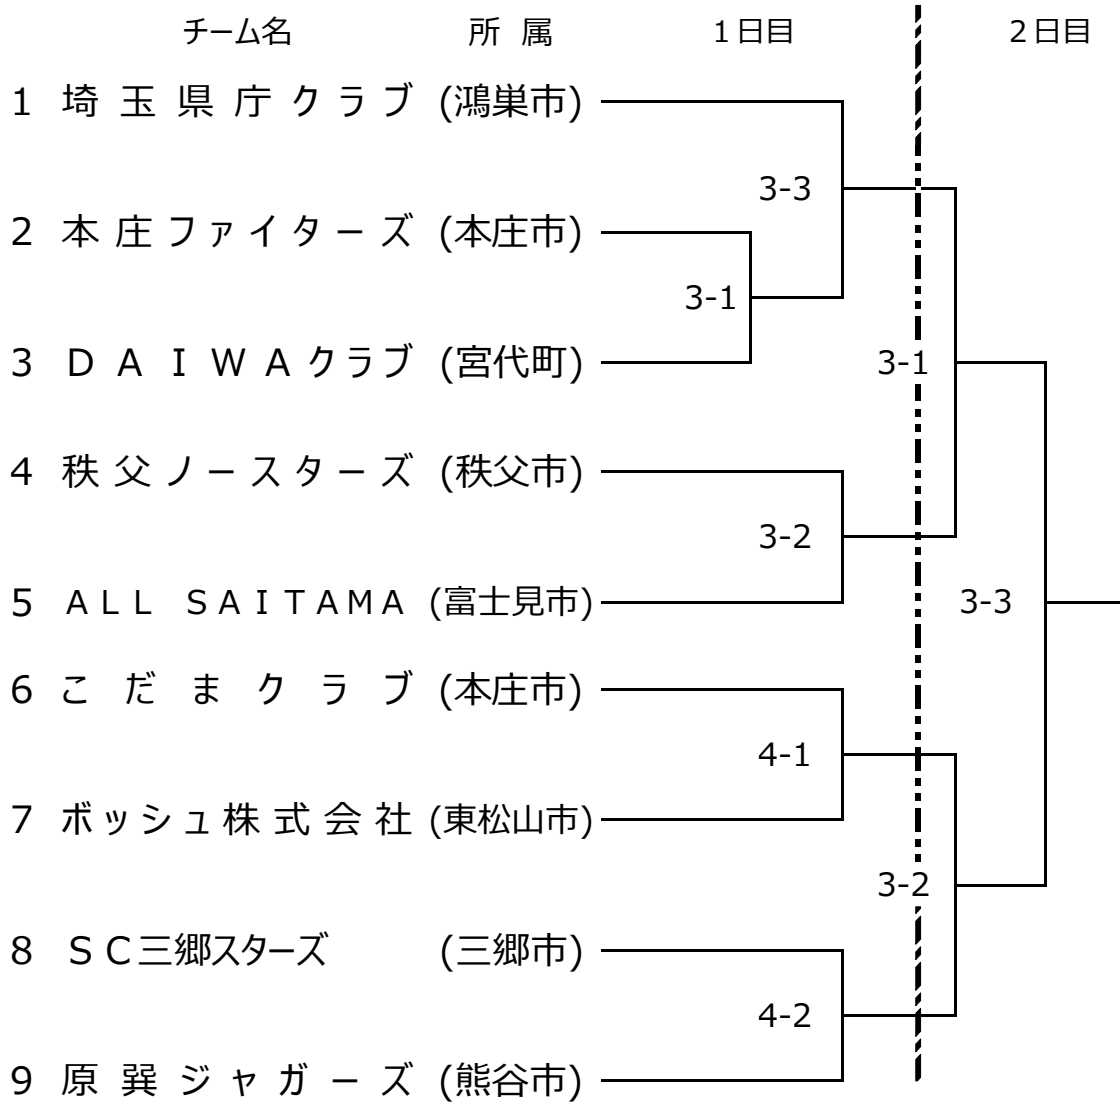 チーム名 所 属 1日目 2日目
1 埼玉県庁クラブ (鴻巣市)
3-3
2 本庄ファイターズ (本庄市)
3-1
3 ＤＡＩＷＡクラブ (宮代町)
3-1
4 秩父ノースターズ (秩父市)
3-2
5 ＡＬＬ ＳＡＩＴＡＭＡ (富士見市)
3-3
6 こだまクラブ (本庄市)
4-1
7 ボッシュ株式会社 (東松山市)
3-2
8 ＳＣ三郷スターズ (三郷市)
4-2
9 原巽ジャガーズ (熊谷市)